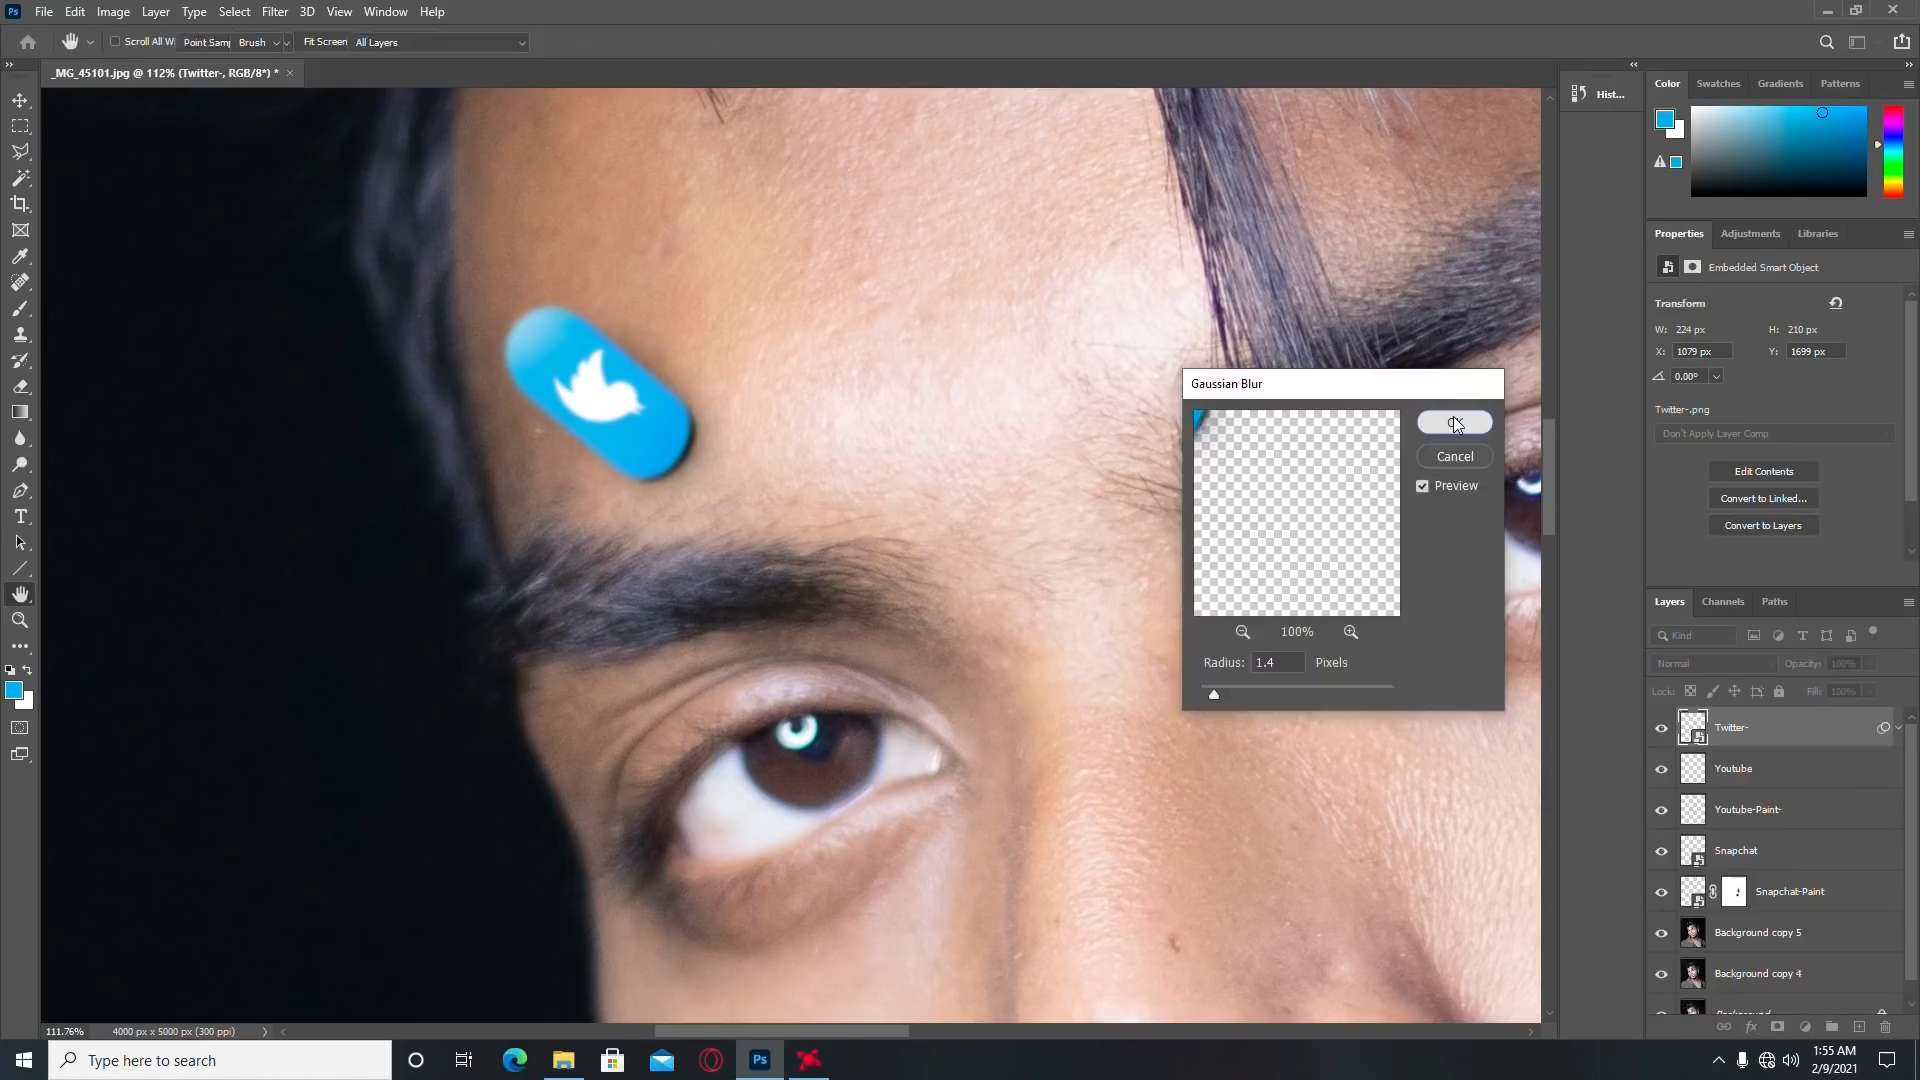 Ps File Edit Image Layer Type Select Filter 3D View Window Help
Scroll All Wi Point Samp Brush Fit Screen All Layers
_MG_45101.jpg @ 112% (Twitter-, RGB/8*) *
Hist...
Color Swatches Gradients Patterns
Properties Adjustments Libraries
Embedded Smart Object
Transform
W: 224 px H: 210 px
X: 1079 px Y: 1699 px
0.00°
Twitter-.png
Don't Apply Layer Comp
Edit Contents
Convert to Linked...
Convert to Layers
Gaussian Blur
Cancel
Preview
100%
Radius: 1.4 Pixels
Layers Channels Paths
Kind
Normal Opacity: 100%
Lock: Fill: 100%
Twitter-
Youtube
Youtube-Paint-
Snapchat
Snapchat-Paint
Background copy 5
Background copy 4
111.76% 4000 px x 5000 px (300 ppi)
Type here to search
Ps
1:55 AM
2/9/2021